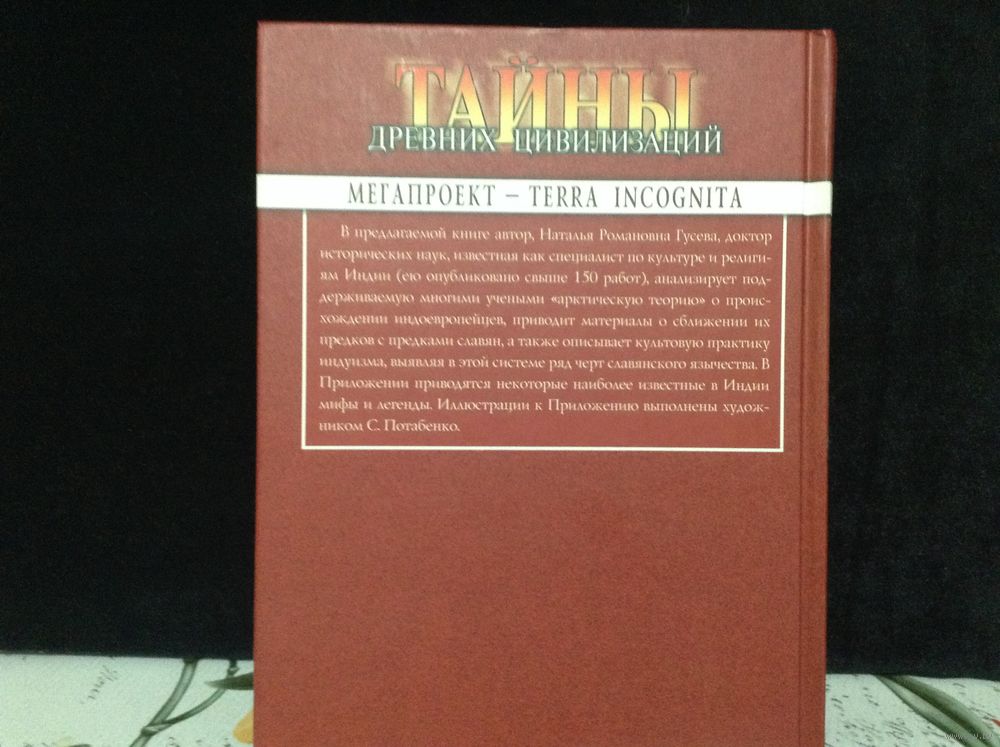 ТАЙНЫ
ДРЕВНИХ ЦИВИЛИЗАЦИЙ
МЕГАПРОЕКТ – TERRA INCOGNITA
В предлагаемой книге автор, Наталья Романовна Гусева, доктор
исторических наук, известная как специалист по культуре и религи-
ям Индии (ею опубликовано свыше 150 работ), анализирует под-
держиваемую многими учеными «арктическую теорию» о проис-
хождении индоевропейцев, приводит материалы о сближении их
предков с предками славян, а также описывает культовую практику
индуизма, выявляя в этой системе ряд черт славянского язычества. В
Приложении приводятся некоторые наиболее известные в Индии
мифы и легенды. Иллюстрации к Приложению выполнены худож-
ником С. Потабенко.